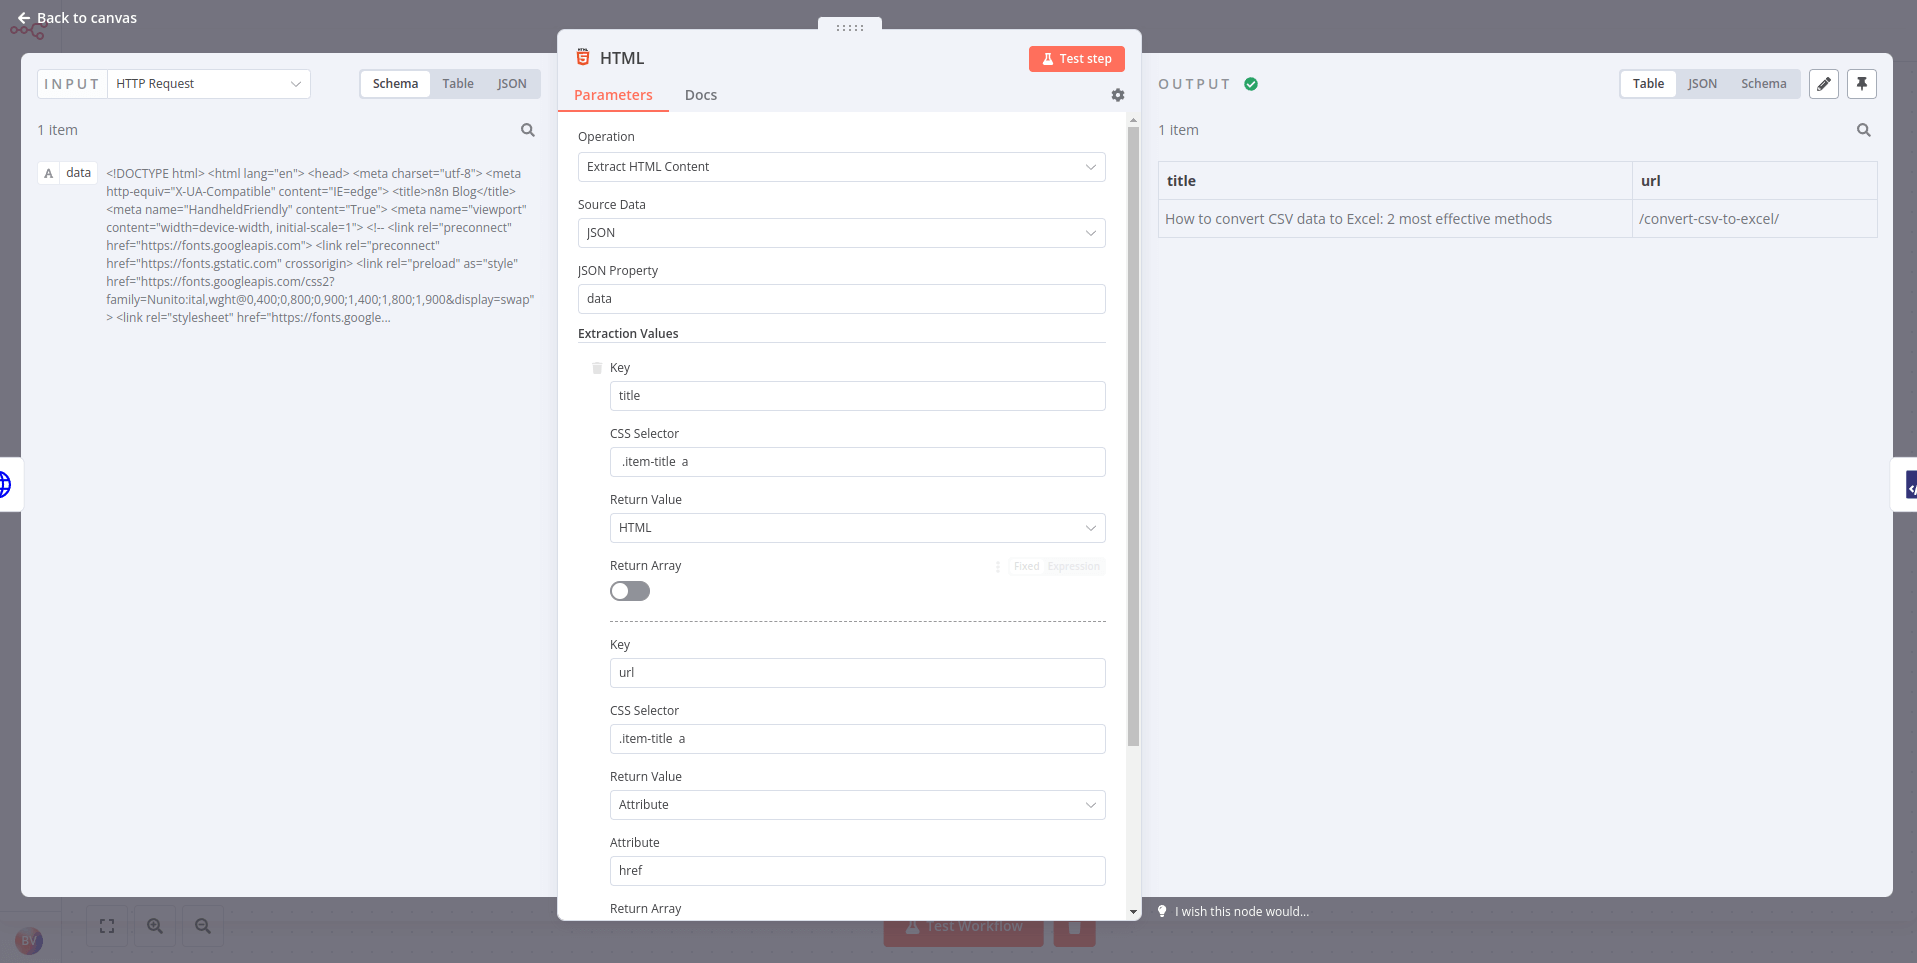 Back to canvas
INPUT HTTP Request
Schema Table JSON
1 item
A data
<!DOCTYPE html> <html lang="en"> <head> <meta charset="utf-8"> <meta
http-equiv="X-UA-Compatible" content="IE=edge"> <title>n8n Blog</title>
<meta name="HandheldFriendly" content="True"> <meta name="viewport"
content="width=device-width, initial-scale=1"> <!-- <link rel="preconnect"
href="https://fonts.googleapis.com"> <link rel="preconnect"
href="https://fonts.gstatic.com" crossorigin> <link rel="preload" as="style"
href="https://fonts.googleapis.com/css2?
family=Nunito:ital,wght@0,400;0,800;0,900;1,400;1,800;1,900&display=swap"
> <link rel="stylesheet" href="https://fonts.google...
HTML
Test step
Parameters Docs
Operation
Extract HTML Content
Source Data
JSON
JSON Property
data
Extraction Values
Key
title
CSS Selector
.item-title a
Return Value
HTML
Return Array
Fixed Expression
Key
url
CSS Selector
.item-title a
Return Value
Attribute
Attribute
href
Return Array
OUTPUT
Table JSON Schema
1 item
title url
How to convert CSV data to Excel: 2 most effective methods /convert-csv-to-excel/
I wish this node would...
BV
Test Workflow